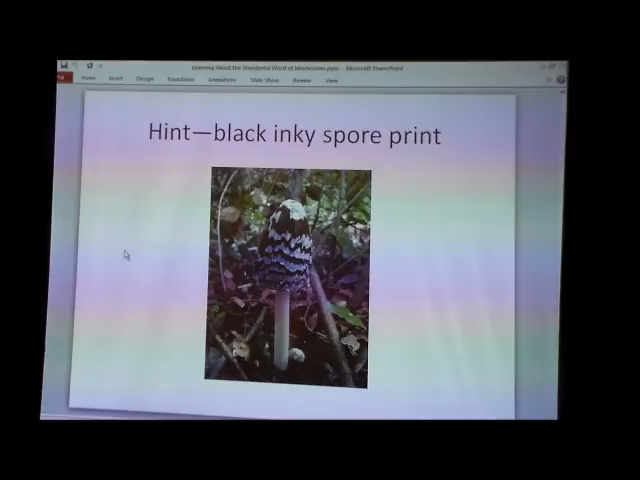 Learning About the Wonderful Word of Mushrooms.pptx - Microsoft PowerPoint
Home Insert Design Transitions Animations Slide Show Review View
Hint—black inky spore print